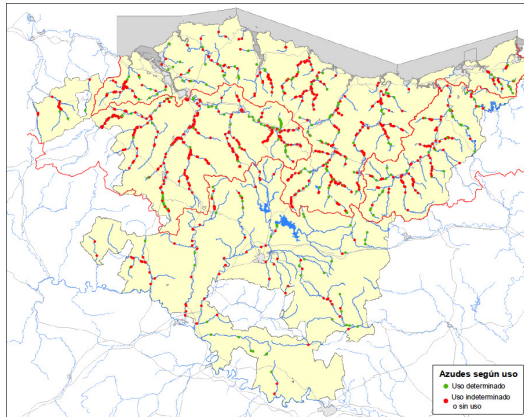 Azudes según uso
Uso determinado
Uso indeterminado
o sin uso